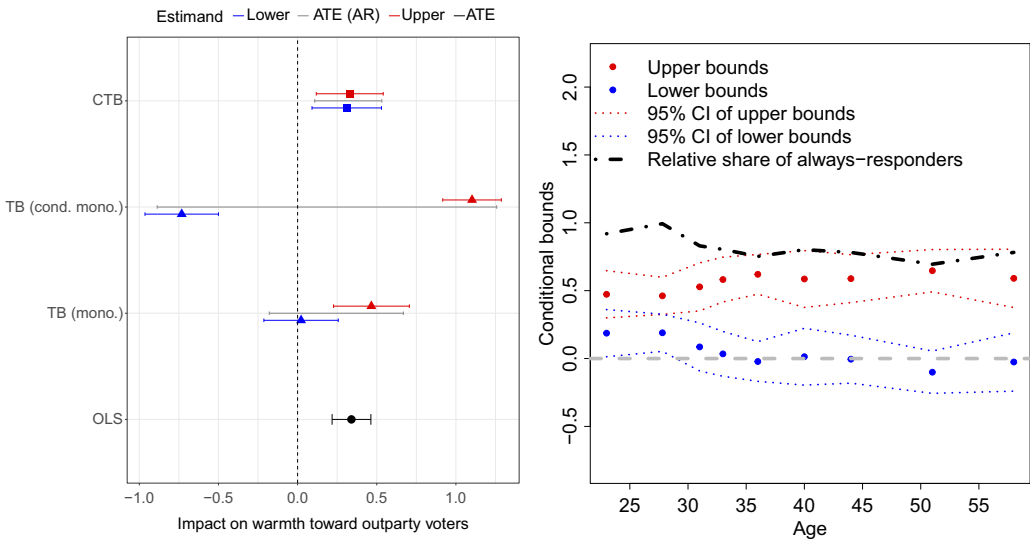 Estimand Lower ATE (AR) Upper ATE
CTB
TB (cond. mono.)
TB (mono.)
OLS
−1.0 −0.5 0.0 0.5 1.0
Impact on warmth toward outparty voters
Conditional bounds
2.0
1.5
1.0
0.5
0.0
−0.5
Upper bounds
Lower bounds
95% CI of upper bounds
95% CI of lower bounds
Relative share of always−responders
25 30 35 40 45 50 55
Age